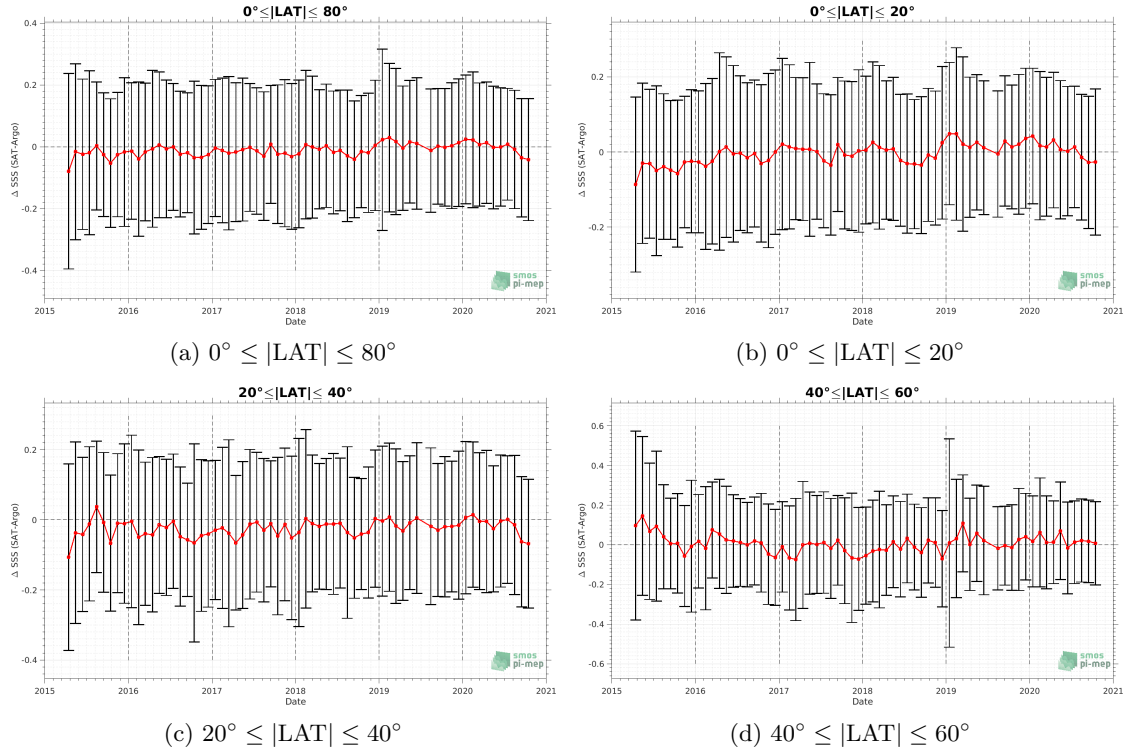 0°≤|LAT|≤ 80°
0.4
0.2
0
-0.2
-0.4
Δ SSS (SAT-Argo)
smos
pi-mep
2015 2016 2017 2018 2019 2020 2021
Date
(a) 0° ≤ |LAT| ≤ 80°
0°≤|LAT|≤ 20°
0.2
0
-0.2
Δ SSS (SAT-Argo)
smos
pi-mep
2015 2016 2017 2018 2019 2020 2021
Date
(b) 0° ≤ |LAT| ≤ 20°
20°≤|LAT|≤ 40°
0.2
0
-0.2
-0.4
Δ SSS (SAT-Argo)
smos
pi-mep
2015 2016 2017 2018 2019 2020 2021
Date
(c) 20° ≤ |LAT| ≤ 40°
40°≤|LAT|≤ 60°
0.6
0.4
0.2
0
-0.2
-0.4
-0.6
Δ SSS (SAT-Argo)
smos
pi-mep
2015 2016 2017 2018 2019 2020 2021
Date
(d) 40° ≤ |LAT| ≤ 60°